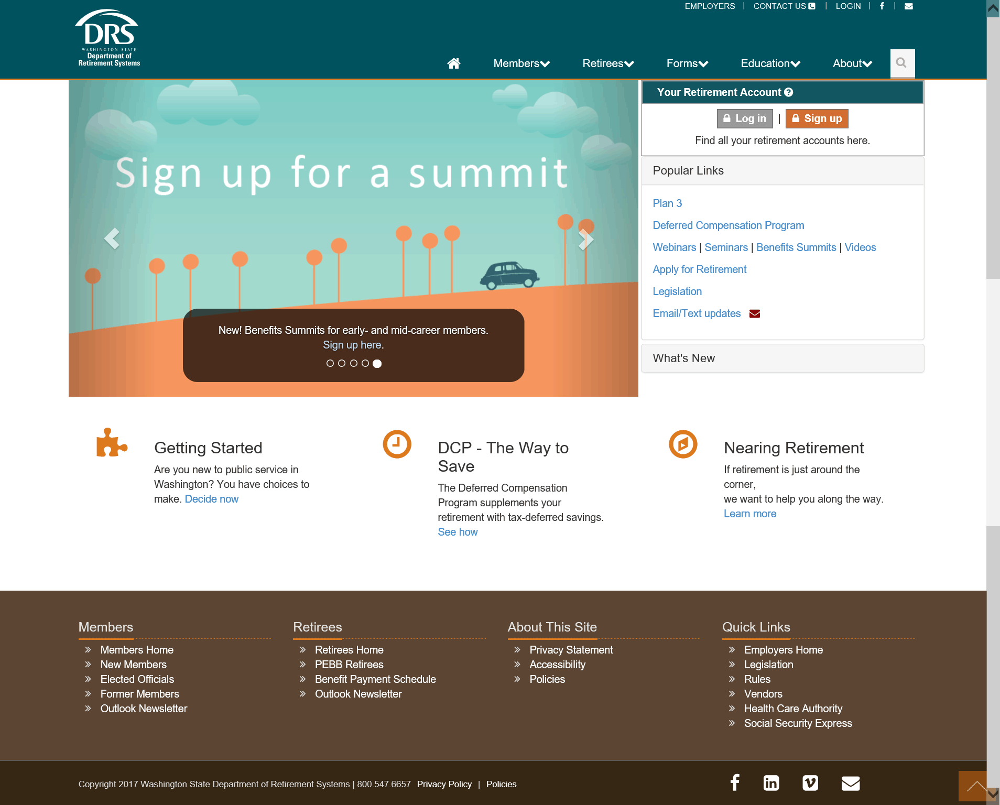 EMPLOYERS | CONTACT US | LOGIN | |
DRS
WASHINGTON STATE
Department of
Retirement Systems
Members Retirees Forms Education About
Sign up for a summit
New! Benefits Summits for early- and mid-career members.
Sign up here.
Your Retirement Account
Log in | Sign up
Find all your retirement accounts here.
Popular Links
Plan 3
Deferred Compensation Program
Webinars | Seminars | Benefits Summits | Videos
Apply for Retirement
Legislation
Email/Text updates
What's New
Getting Started
Are you new to public service in
Washington? You have choices to
make. Decide now
DCP - The Way to
Save
The Deferred Compensation
Program supplements your
retirement with tax-deferred savings.
See how
Nearing Retirement
If retirement is just around the
corner,
we want to help you along the way.
Learn more
Members
» Members Home
» New Members
» Elected Officials
» Former Members
» Outlook Newsletter
Retirees
» Retirees Home
» PEBB Retirees
» Benefit Payment Schedule
» Outlook Newsletter
About This Site
» Privacy Statement
» Accessibility
» Policies
Quick Links
» Employers Home
» Legislation
» Rules
» Vendors
» Health Care Authority
» Social Security Express
Copyright 2017 Washington State Department of Retirement Systems | 800.547.6657 Privacy Policy | Policies